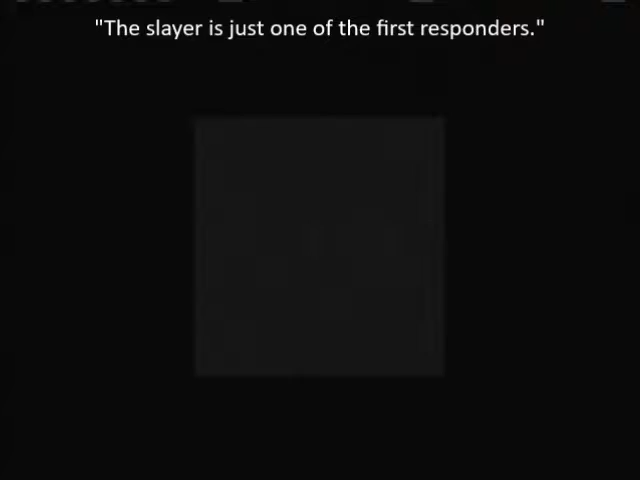 "The slayer is just one of the first responders."